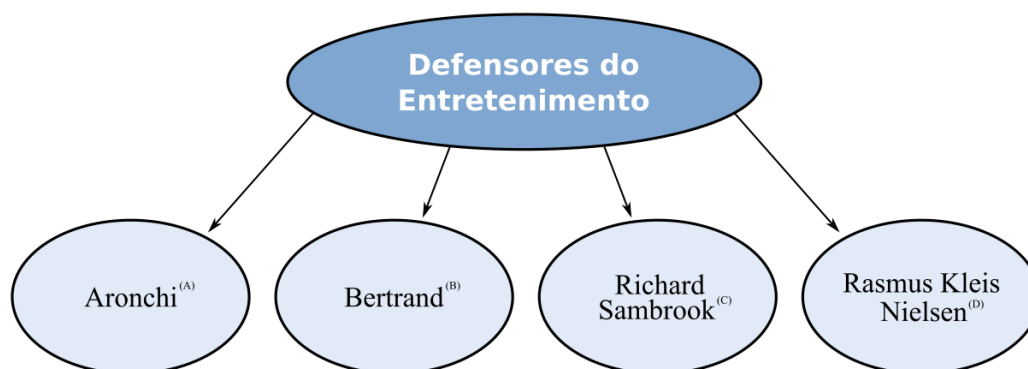 Defensores do
Entretenimento
Aronchi(A)
Bertrand(B)
Richard
Sambrook(C)
Rasmus Kleis
Nielsen(D)